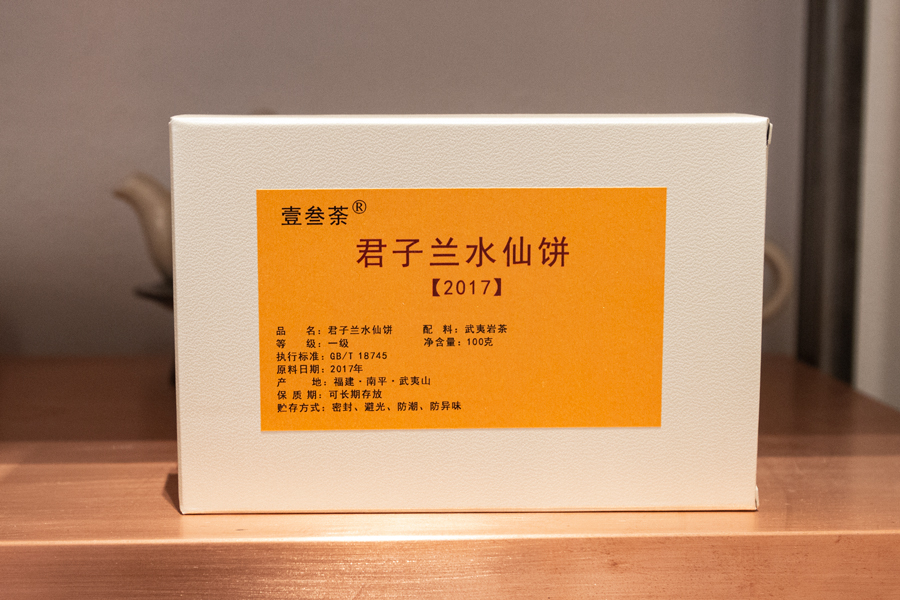 壹叁荼®
君子兰水仙饼
【2017】
品 名：君子兰水仙饼 配 料：武夷岩茶
等 级：一级 净含量：100克
执行标准：GB/T 18745
原料日期：2017年
产 地：福建·南平·武夷山
保 质 期：可长期存放
贮存方式：密封、避光、防潮、防异味